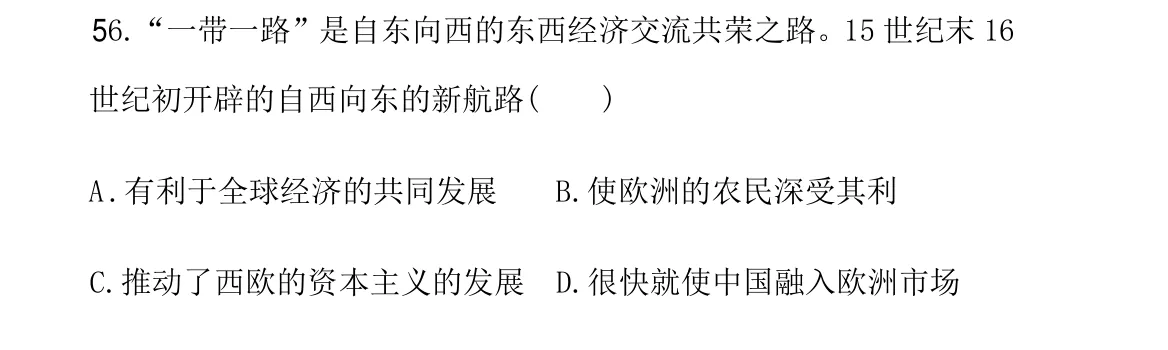 56.“一带一路”是自东向西的东西经济交流共荣之路。15世纪末16
世纪初开辟的自西向东的新航路(　　)
A.有利于全球经济的共同发展　　B.使欧洲的农民深受其利
C.推动了西欧的资本主义的发展　D.很快就使中国融入欧洲市场